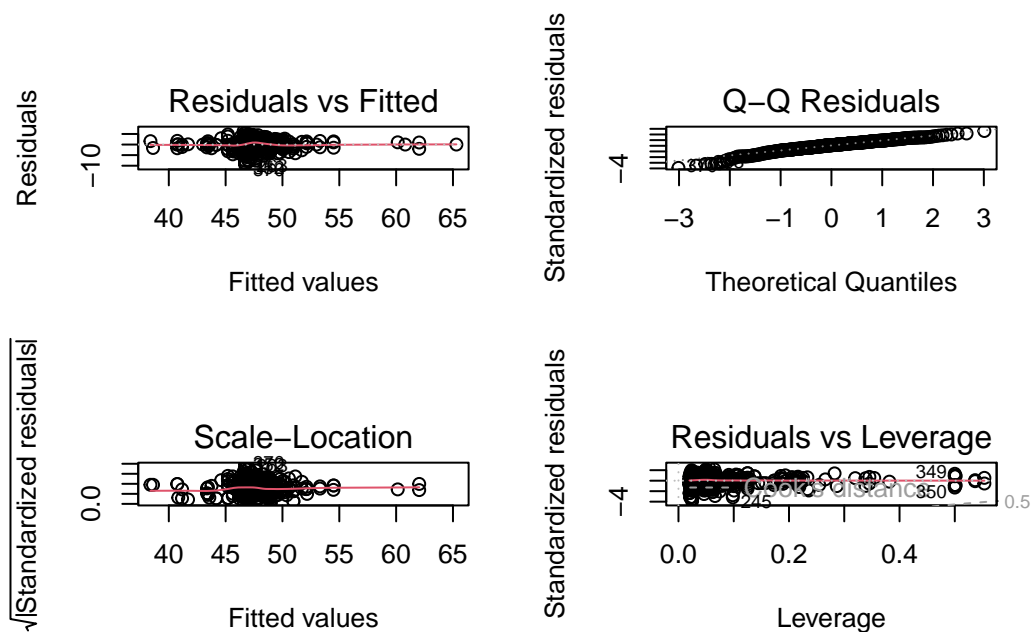 Residuals vs Fitted
Residuals
−10
40 45 50 55 60 65
Fitted values
Q−Q Residuals
Standardized residuals
−4
−3 −1 0 1 2 3
Theoretical Quantiles
Scale−Location
√|Standardized residuals|
0.0
40 45 50 55 60 65
Fitted values
Residuals vs Leverage
Standardized residuals
−4
Cook's distance
349
350
245
0.5
0.0 0.2 0.4
Leverage